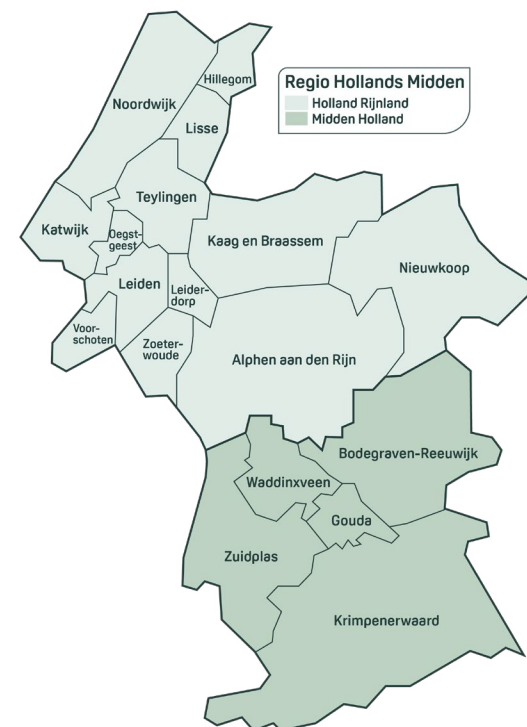 Regio Hollands Midden
Holland Rijnland
Midden Holland
Hillegom
Noordwijk
Lisse
Teylingen
Katwijk
Oegst-
geest
Kaag en Braassem
Nieuwkoop
Leiden
Leider-
dorp
Voor-
schoten
Zoeter-
woude
Alphen aan den Rijn
Bodegraven-Reeuwijk
Waddinxveen
Gouda
Zuidplas
Krimpenerwaard